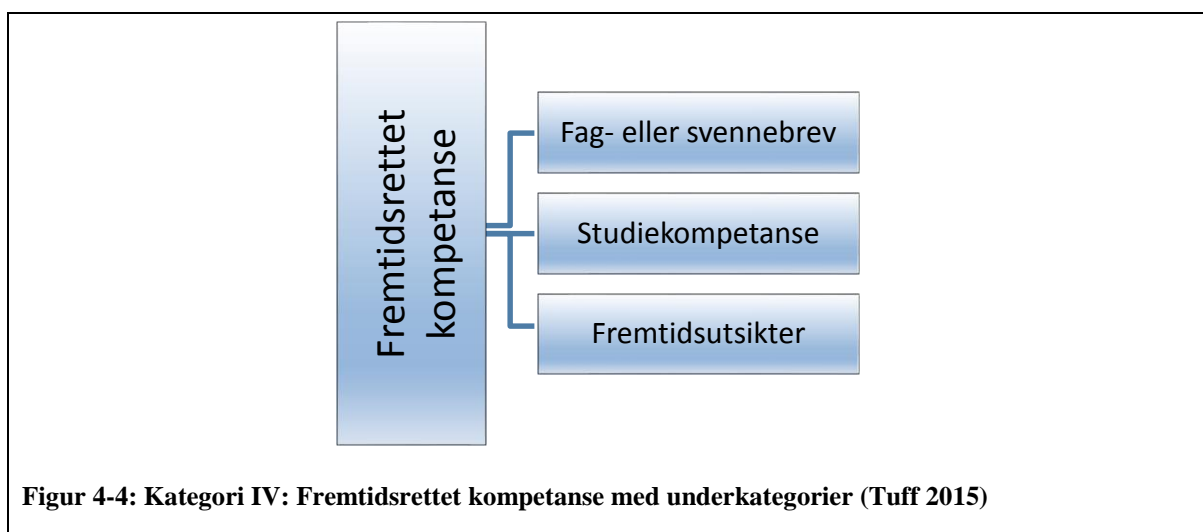 Fremtidsrettet
kompetanse
Fag- eller svennebrev
Studiekompetanse
Fremtidsutsikter
Figur 4-4: Kategori IV: Fremtidsrettet kompetanse med underkategorier (Tuff 2015)